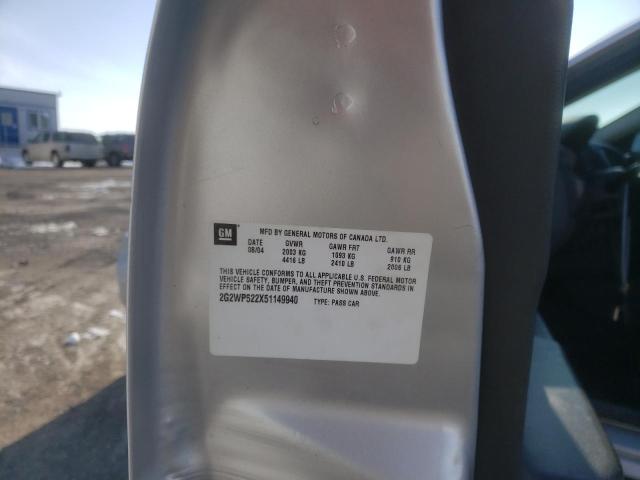 GM
MFD BY GENERAL MOTORS OF CANADA LTD.
DATE GVWR GAWR FRT GAWR RR
08/04 2003 KG 1093 KG 910 KG
4416 LB 2410 LB 2006 LB
THIS VEHICLE CONFORMS TO ALL APPLICABLE U.S. FEDERAL MOTOR
VEHICLE SAFETY, BUMPER, AND THEFT PREVENTION STANDARDS IN
EFFECT ON THE DATE OF MANUFACTURE SHOWN ABOVE.
2G2WP522X51149940 TYPE: PASS CAR